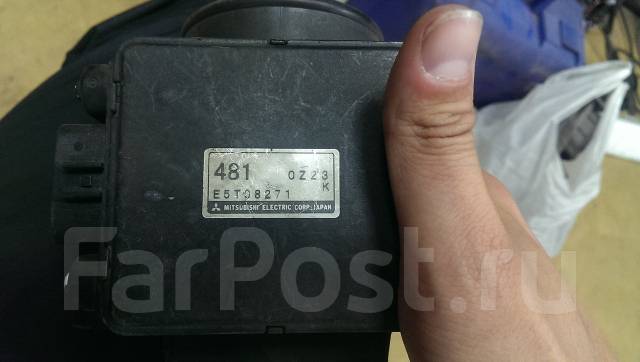 481 0Z23
K
E5T08271
MITSUBISHI ELECTRIC CORP. JAPAN
FarPost.ru